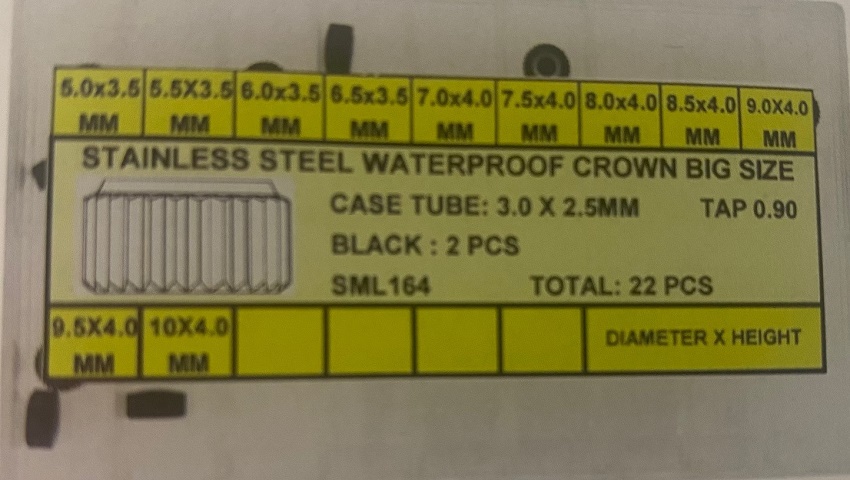 5.0x3.5 MM
5.5X3.5 MM
6.0x3.5 MM
6.5x3.5 MM
7.0x4.0 MM
7.5x4.0 MM
8.0x4.0 MM
8.5x4.0 MM
9.0X4.0 MM
STAINLESS STEEL WATERPROOF CROWN BIG SIZE
CASE TUBE: 3.0 X 2.5MM TAP 0.90
BLACK : 2 PCS
SML164 TOTAL: 22 PCS
9.5X4.0 MM
10X4.0 MM
DIAMETER X HEIGHT